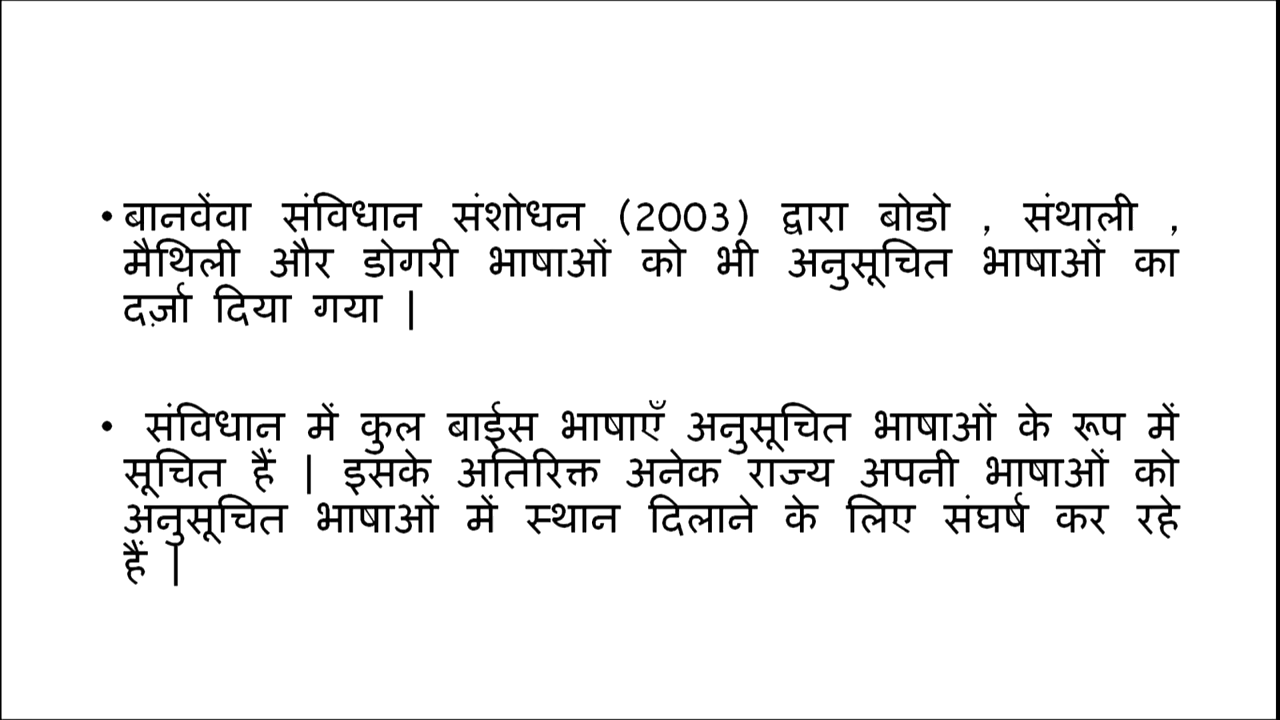 • बानवेंवा संविधान संशोधन (2003) द्वारा बोडो , संथाली ,
मैथिली और डोगरी भाषाओं को भी अनुसूचित भाषाओं का
दर्ज़ा दिया गया |
• संविधान में कुल बाईस भाषाएँ अनुसूचित भाषाओं के रूप में
सूचित हैं | इसके अतिरिक्त अनेक राज्य अपनी भाषाओं को
अनुसूचित भाषाओं में स्थान दिलाने के लिए संघर्ष कर रहे
हैं |